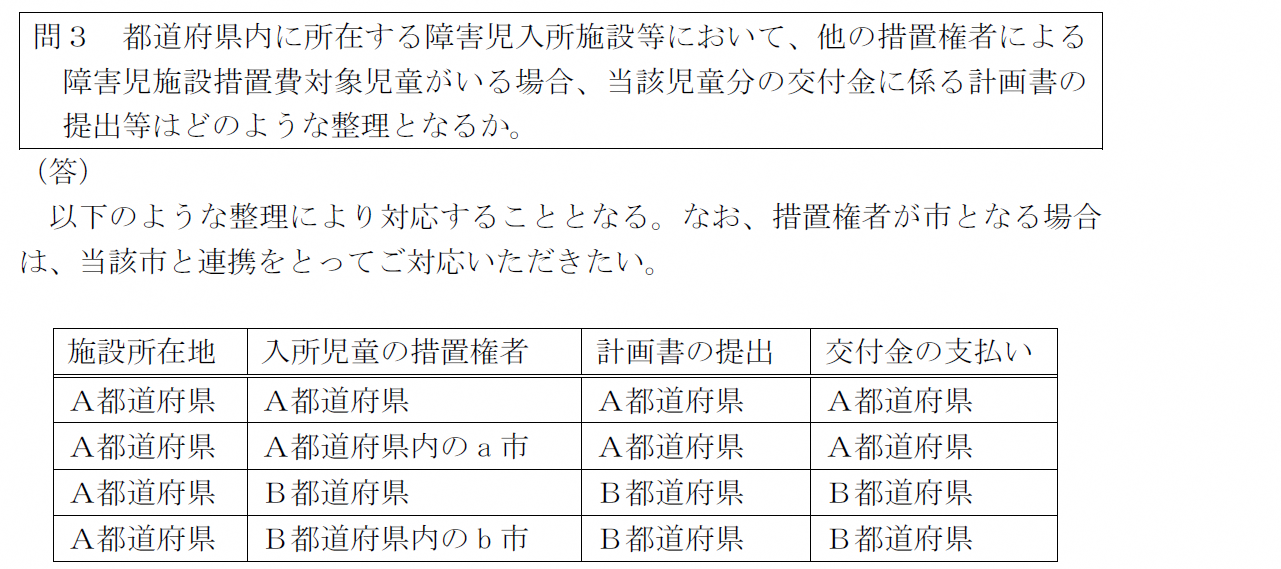 問３　都道府県内に所在する障害児入所施設等において、他の措置権者による
障害児施設措置費対象児童がいる場合、当該児童分の交付金に係る計画書の
提出等はどのような整理となるか。
（答）
以下のような整理により対応することとなる。なお、措置権者が市となる場合
は、当該市と連携をとってご対応いただきたい。
施設所在地　入所児童の措置権者　計画書の提出　交付金の支払い
Ａ都道府県　Ａ都道府県　Ａ都道府県　Ａ都道府県
Ａ都道府県　Ａ都道府県内のａ市　Ａ都道府県　Ａ都道府県
Ａ都道府県　Ｂ都道府県　Ｂ都道府県　Ｂ都道府県
Ａ都道府県　Ｂ都道府県内のｂ市　Ｂ都道府県　Ｂ都道府県